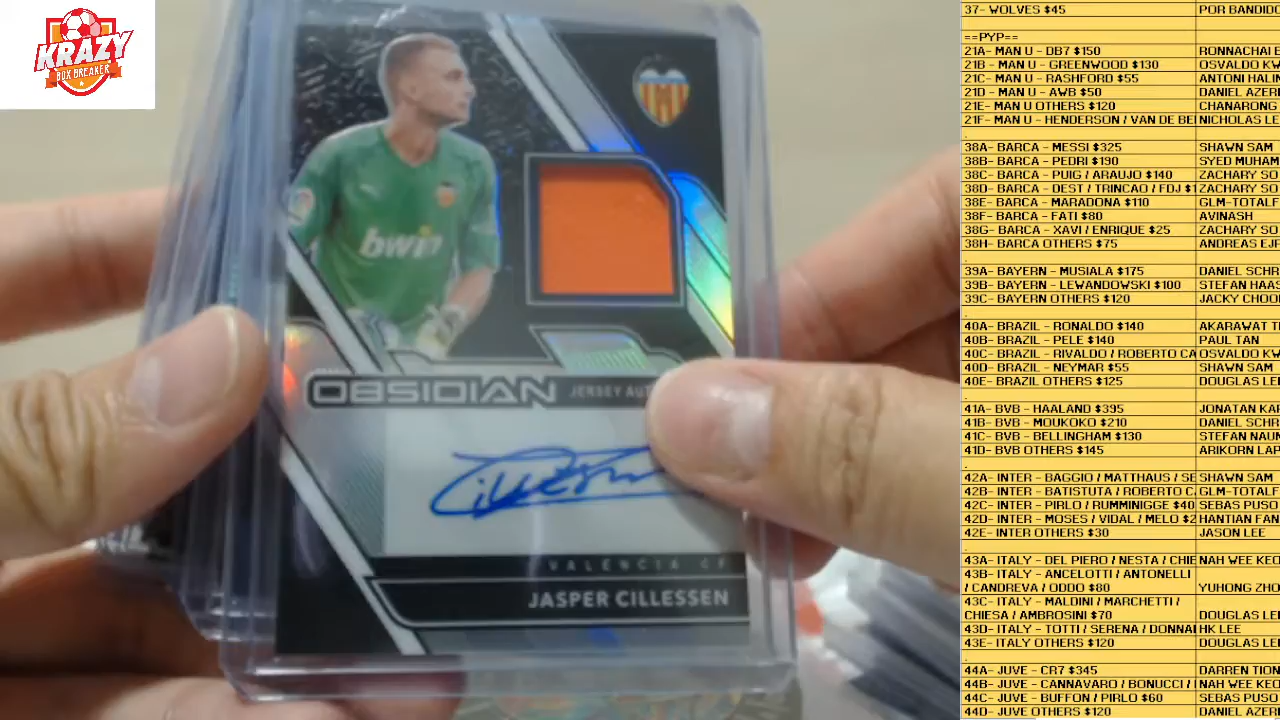 KRAZY
BOX BREAKER
bwin
OBSIDIAN
JERSEY AUT
VALENCIA CF
JASPER CILLESSEN
37- WOLVES $45 POR BANDIDO
==PYP==
21A- MAN U - DB7 $150 RONNACHAI
21B - MAN U - GREENWOOD $130 OSVALDO KW
21C - MAN U - RASHFORD $55 ANTONI HALIN
21D - MAN U - AWB $50 DANIEL AZERI
21E- MAN U OTHERS $120 CHANARONG
21F- MAN U - HENDERSON / VAN DE BE NICHOLAS LE
.
38A- BARCA - MESSI $325 SHAWN SAM
38B- BARCA - PEDRI $190 SYED MUHAM
38C- BARCA - PUIG / ARAUJO $140 ZACHARY SO
38D- BARCA - DEST / TRINCAO / FDJ $1 ZACHARY SO
38E- BARCA - MARADONA $110 GLM-TOTALF
38F- BARCA - FATI $80 AVINASH
38G- BARCA - XAVI / ENRIQUE $25 ZACHARY SO
38H- BARCA OTHERS $75 ANDREAS EJF
.
39A- BAYERN - MUSIALA $175 DANIEL SCHR
39B- BAYERN - LEWANDOWSKI $100 STEFAN HAAS
39C- BAYERN OTHERS $120 JACKY CHOO
.
40A- BRAZIL - RONALDO $140 AKARAWAT T
40B- BRAZIL - PELE $140 PAUL TAN
40C- BRAZIL - RIVALDO / ROBERTO CA OSVALDO KW
40D- BRAZIL - NEYMAR $55 SHAWN SAM
40E- BRAZIL OTHERS $125 DOUGLAS LE
.
41A- BVB - HAALAND $395 JONATAN KAR
41B- BVB - MOUKOKO $210 DANIEL SCHR
41C- BVB - BELLINGHAM $130 STEFAN NAUN
41D- BVB OTHERS $145 ARIKORN LAP
.
42A- INTER - BAGGIO / MATTHAUS / SE SHAWN SAM
42B- INTER - BATISTUTA / ROBERTO C GLM-TOTALF
42C- INTER - PIRLO / RUMMINIGGE $40 SEBAS PUSO
42D- INTER - MOSES / VIDAL / MELO $2 HANTIAN FAN
42E- INTER OTHERS $30 JASON LEE
.
43A- ITALY - DEL PIERO / NESTA / CHIE NAH WEE KEO
43B- ITALY - ANCELOTTI / ANTONELLI
/ CANDREVA / ODDO $80 YUHONG ZHO
43C- ITALY - MALDINI / MARCHETTI /
CHIESA / AMBROSINI $70 DOUGLAS LE
43D- ITALY - TOTTI / SERENA / DONNA HK LEE
43E- ITALY OTHERS $120 DOUGLAS LE
.
44A- JUVE - CR7 $345 DARREN TION
44B- JUVE - CANNAVARO / BONUCCI / NAH WEE KEO
44C- JUVE - BUFFON / PIRLO $60 SEBAS PUSO
44D- JUVE OTHERS $120 DANIEL AZERI